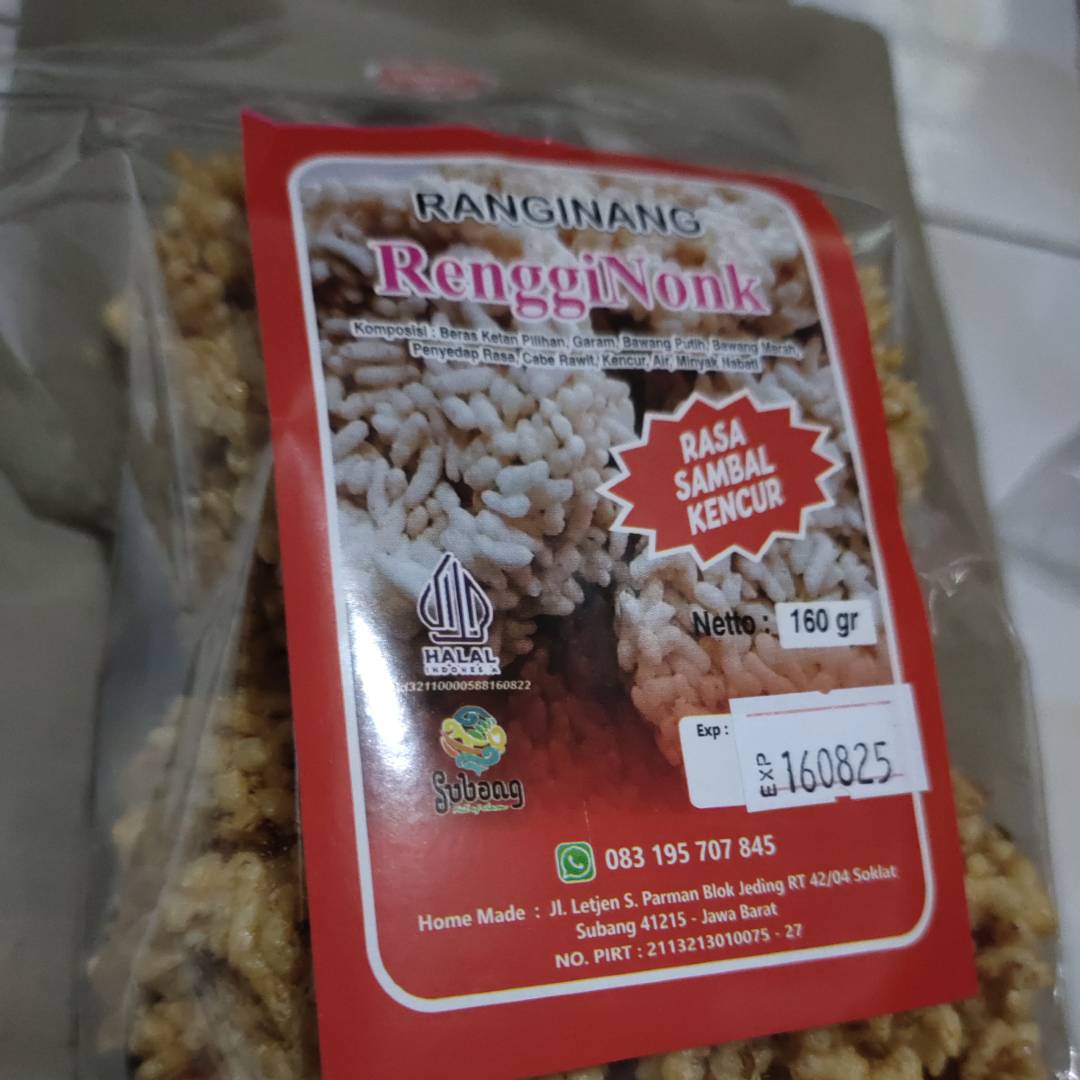 RANGINANG
RenggiNonk
Komposisi : Beras Ketan Pilihan, Garam, Bawang Putih, Bawang Merah,
Penyedap Rasa, Cabe Rawit, Kencur, Air, Minyak Nabati
RASA
SAMBAL
KENCUR
Netto : 160 gr
HALAL
INDONESIA
32110000588160822
Exp :
EXP 160825
Subang
083 195 707 845
Home Made : Jl. Letjen S. Parman Blok Jeding RT 42/04 Soklat
Subang 41215 - Jawa Barat
NO. PIRT : 2113213010075 - 27